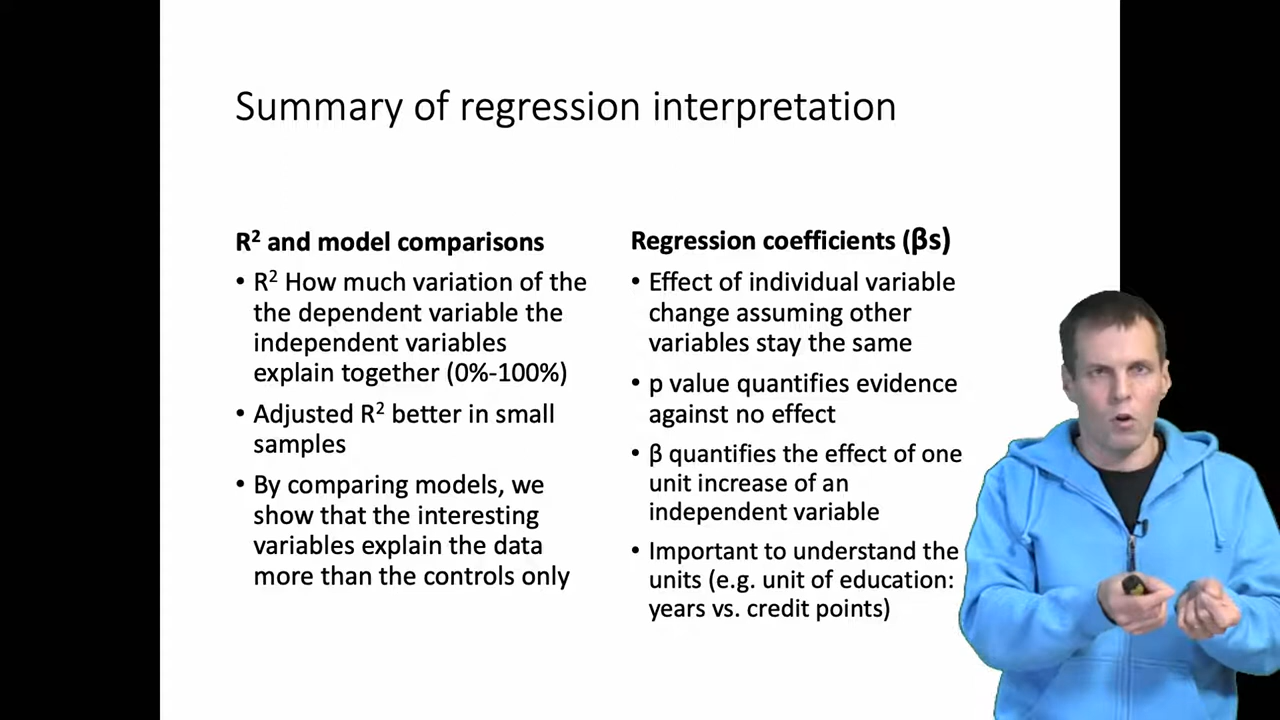 Summary of regression interpretation
R² and model comparisons
• R² How much variation of the
the dependent variable the
independent variables
explain together (0%-100%)
• Adjusted R² better in small
samples
• By comparing models, we
show that the interesting
variables explain the data
more than the controls only
Regression coefficients (βs)
• Effect of individual variable
change assuming other
variables stay the same
• p value quantifies evidence
against no effect
• β quantifies the effect of one
unit increase of an
independent variable
• Important to understand the
units (e.g. unit of education:
years vs. credit points)